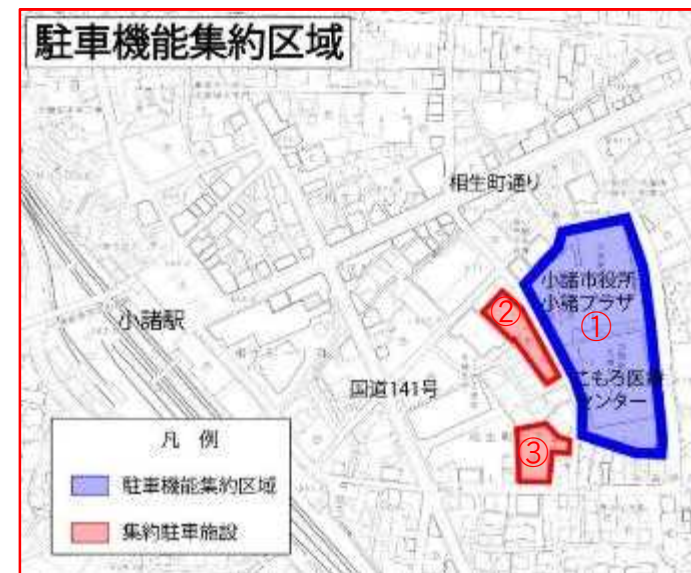 駐車機能集約区域
相生町通り
小諸市役所
小諸プラザ
①
②
小諸駅
こもろ医療
センター
国道141号
③
凡 例
駐車機能集約区域
集約駐車施設